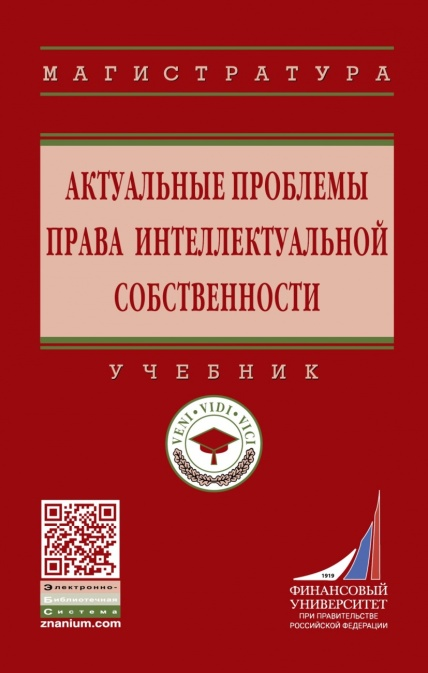 МАГИСТРАТУРА
АКТУАЛЬНЫЕ ПРОБЛЕМЫ
ПРАВА ИНТЕЛЛЕКТУАЛЬНОЙ
СОБСТВЕННОСТИ
УЧЕБНИК
VENI · VIDI · VICI
Электронно-
Библиотечная
Система
znanium.com
1919
ФИНАНСОВЫЙ
УНИВЕРСИТЕТ
ПРИ ПРАВИТЕЛЬСТВЕ
РОССИЙСКОЙ ФЕДЕРАЦИИ